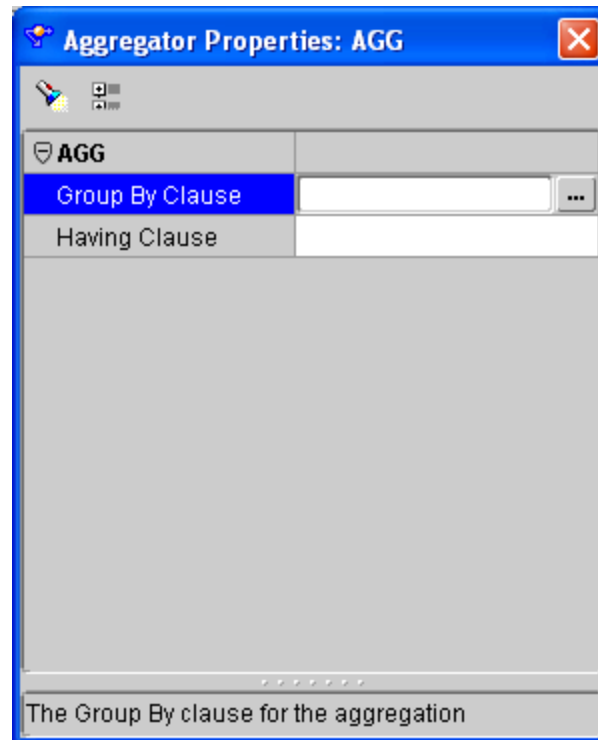 Aggregator Properties: AGG
AGG
Group By Clause
...
Having Clause
The Group By clause for the aggregation